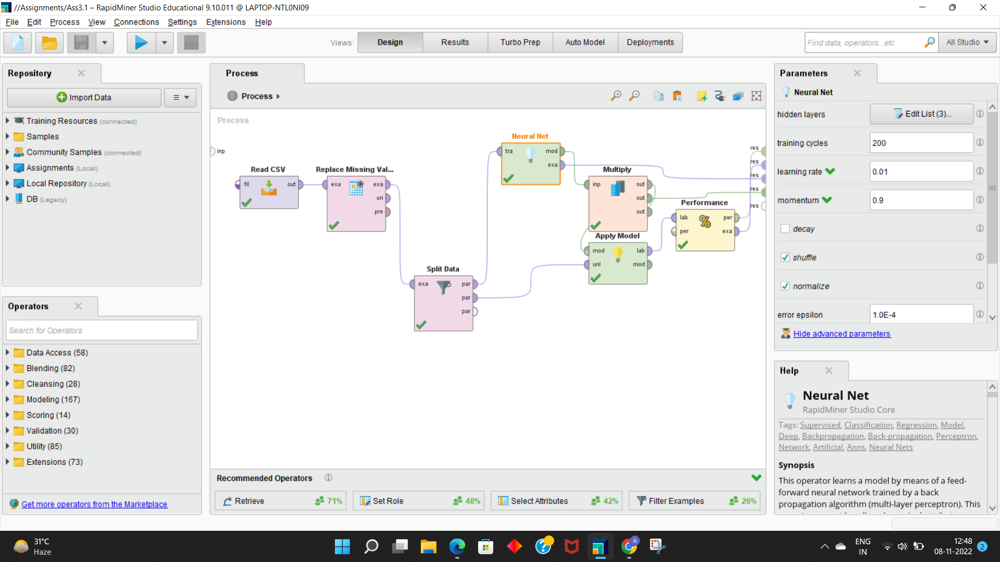 //Assignments/Ass3.1 – RapidMiner Studio Educational 9.10.011 @ LAPTOP-NTL0NI09
File Edit Process View Connections Settings Extensions Help
Views: Design Results Turbo Prep Auto Model Deployments
Find data, operators...etc
All Studio
Repository
Import Data
Training Resources (connected)
Samples
Community Samples (connected)
Assignments (Local)
Local Repository (Local)
DB (Legacy)
Operators
Search for Operators
Data Access (58)
Blending (82)
Cleansing (28)
Modeling (167)
Scoring (14)
Validation (30)
Utility (85)
Extensions (73)
Get more operators from the Marketplace
Process
Process
Process
inp
Read CSV
fil out
Replace Missing Val...
exa exa
ori
pre
Split Data
exa par
par
par
Neural Net
tra mod
exa
Multiply
inp out
out
out
Apply Model
mod lab
unl mod
Performance
lab per
per exa
res
res
res
res
res
Recommended Operators
Retrieve 71%
Set Role 48%
Select Attributes 42%
Filter Examples 26%
Parameters
Neural Net
hidden layers Edit List (3)...
training cycles 200
learning rate 0.01
momentum 0.9
decay
shuffle
normalize
error epsilon 1.0E-4
Hide advanced parameters
Help
Neural Net
RapidMiner Studio Core
Tags: Supervised, Classification, Regression, Model,
Deep, Backpropagation, Back-propagation, Perceptron,
Network, Artificial, Anns, Neural Nets
Synopsis
This operator learns a model by means of a feed-
forward neural network trained by a back
propagation algorithm (multi-layer perceptron). This
31°C
Haze
A
ENG
IN
12:48
08-11-2022
2